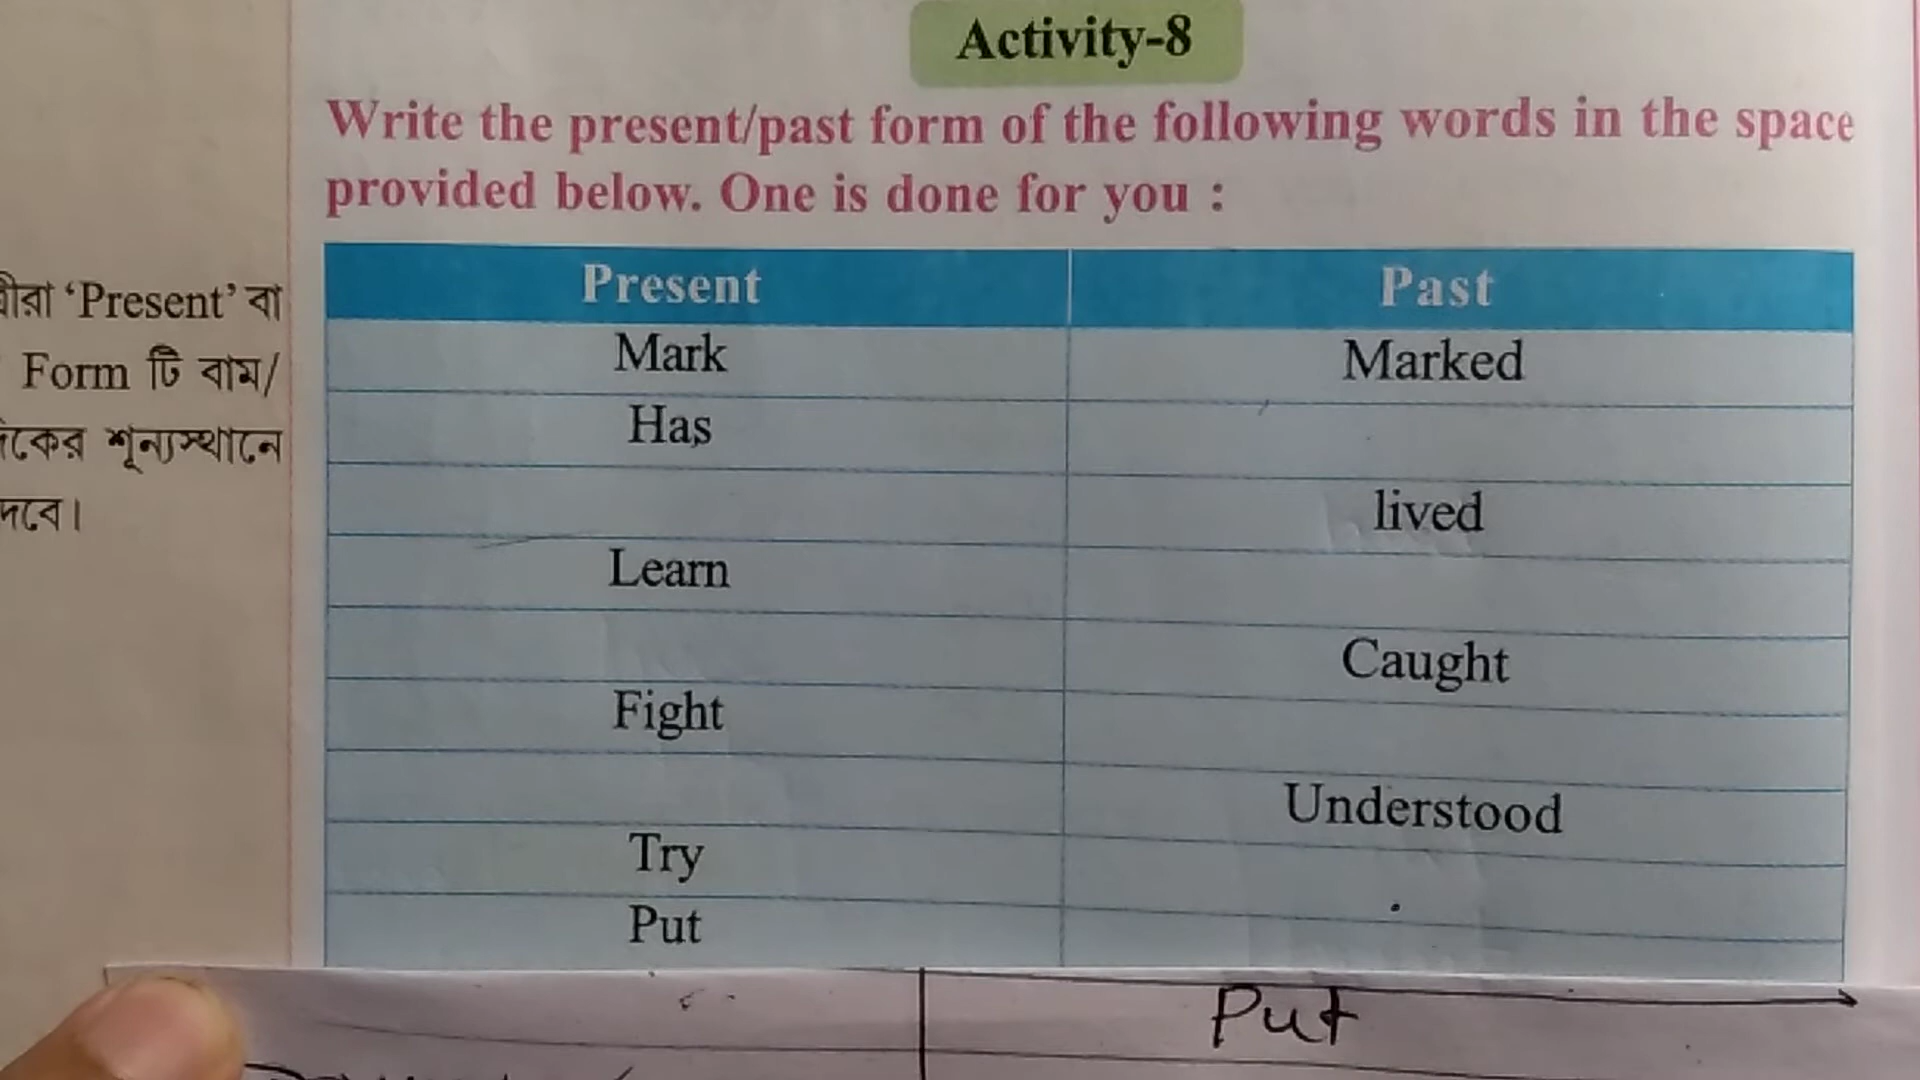 Activity-8
Write the present/past form of the following words in the space
provided below. One is done for you :
‘Present’ বা
Form টি বাম/
শূন্যস্থানে
Present Past
Mark Marked
Has
lived
Learn
Caught
Fight
Understood
Try
Put
Put